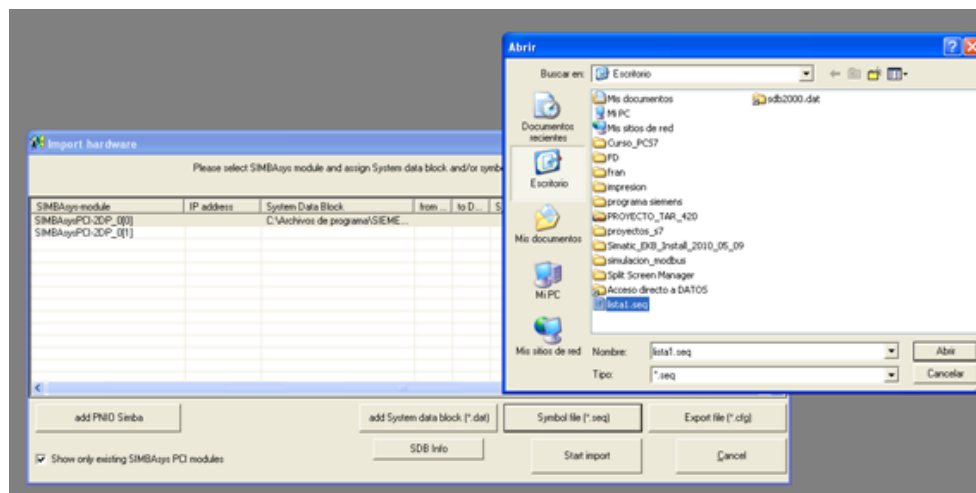 Abrir
Buscar en: Escritorio
Documentos recientes
Escritorio
Mis documentos
Mi PC
Mis sitios de red
Mis documentos
Mi PC
Mis sitios de red
Curso_PCS7
FD
fran
impresion
programa siemens
PROYECTO_TAR_420
proyectos_s7
Simatic_EKB_Install_2010_05_09
simulacion_modbus
Split Screen Manager
Acceso directo a DATOS
lista1.seq
sdb2000.dat
Nombre: lista1.seq Abrir
Tipo: *.seq Cancelar
Import hardware
Please select SIMBAsys module and assign System data block and/or symb
SIMBAsys-module IP address System Data Block from ... to D... S
SIMBAsysPCI-2DP_0[0] C:\Archivos de programa\SIEME...
SIMBAsysPCI-2DP_0[1]
add PNIO Simba add System data block (*.dat) Symbol file (*.seq) Export file (*.cfg)
SDB Info Start import Cancel
Show only existing SIMBAsys PCI modules